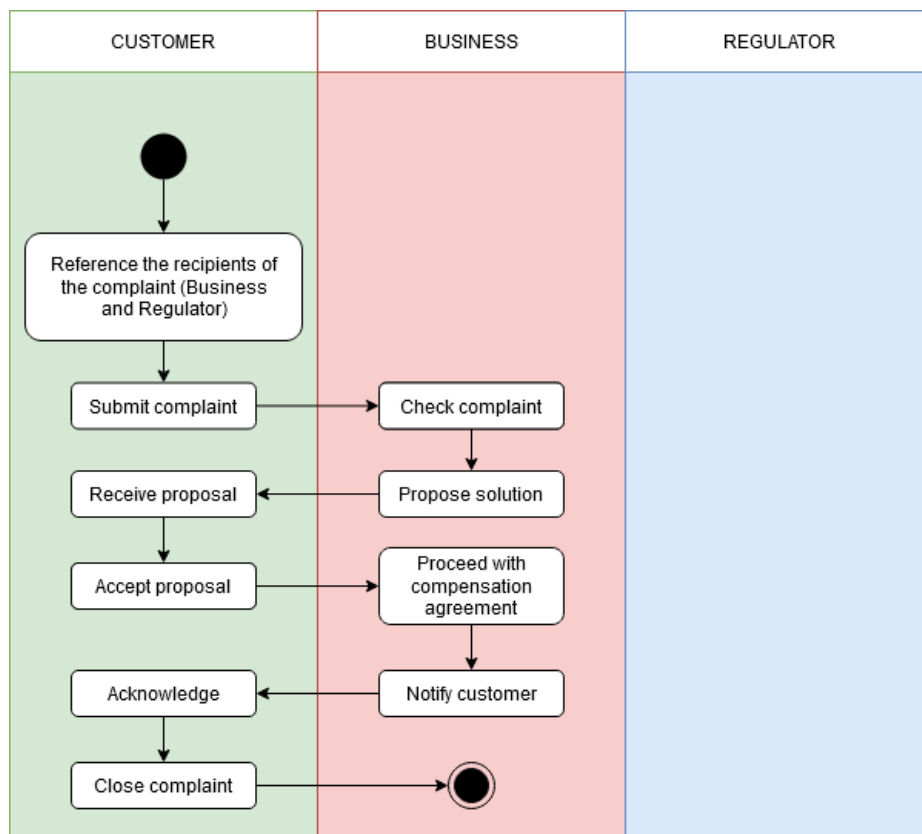 CUSTOMER
BUSINESS
REGULATOR
Reference the recipients of
the complaint (Business
and Regulator)
Submit complaint
Check complaint
Receive proposal
Propose solution
Accept proposal
Proceed with
compensation
agreement
Acknowledge
Notify customer
Close complaint